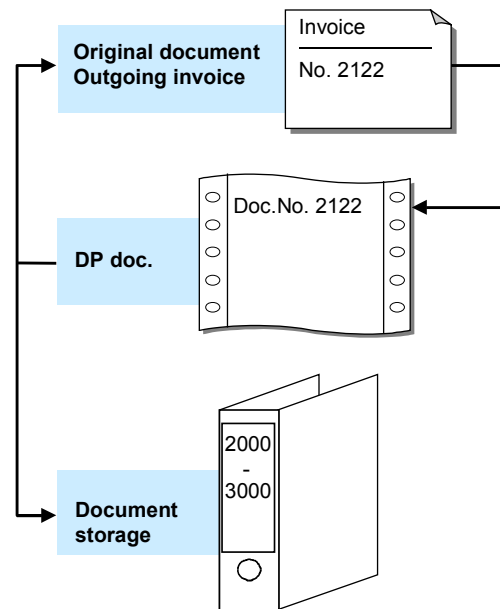 Original document
Outgoing invoice
Invoice
No. 2122
DP doc.
Doc.No. 2122
Document
storage
2000
-
3000